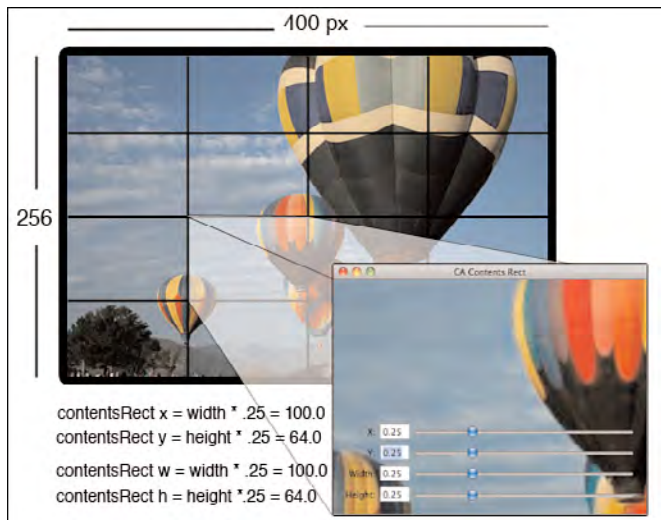 400 px
256
CA Contents Rect
X: 0.25
Y: 0.25
Width: 0.25
Height: 0.25
contentsRect x = width * .25 = 100.0
contentsRect y = height * .25 = 64.0
contentsRect w = width * .25 = 100.0
contentsRect h = height *.25 = 64.0